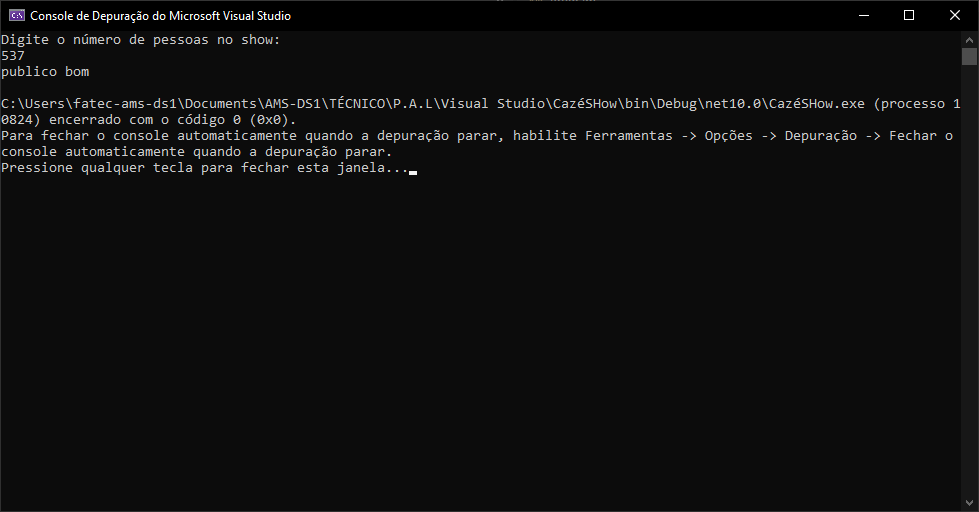 Console de Depuração do Microsoft Visual Studio
Digite o número de pessoas no show:
537
publico bom
C:\Users\fatec-ams-ds1\Documents\AMS-DS1\TÉCNICO\P.A.L\Visual Studio\CazéSHow\bin\Debug\net10.0\CazéSHow.exe (processo 1
0824) encerrado com o código 0 (0x0).
Para fechar o console automaticamente quando a depuração parar, habilite Ferramentas -> Opções -> Depuração -> Fechar o
console automaticamente quando a depuração parar.
Pressione qualquer tecla para fechar esta janela...